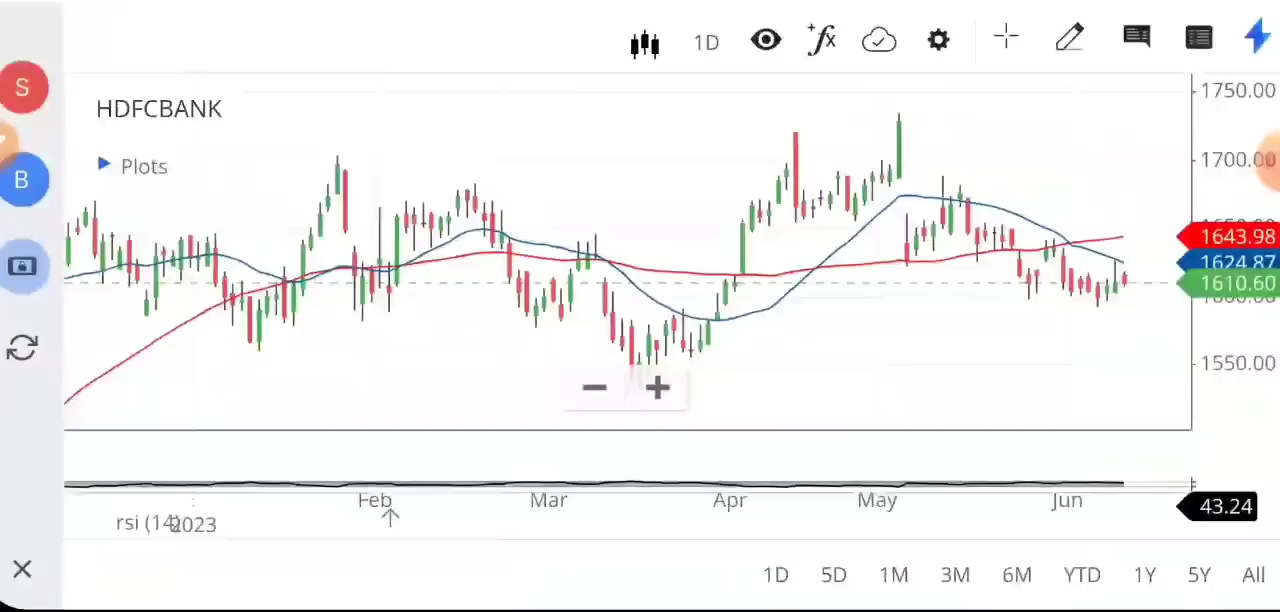 1D
fx
1750.00
S
HDFCBANK
1700.00
Plots
B
1643.98
1624.87
1610.60
1550.00
Feb Mar Apr May Jun
43.24
rsi (14)
2023
1D 5D 1M 3M 6M YTD 1Y 5Y All